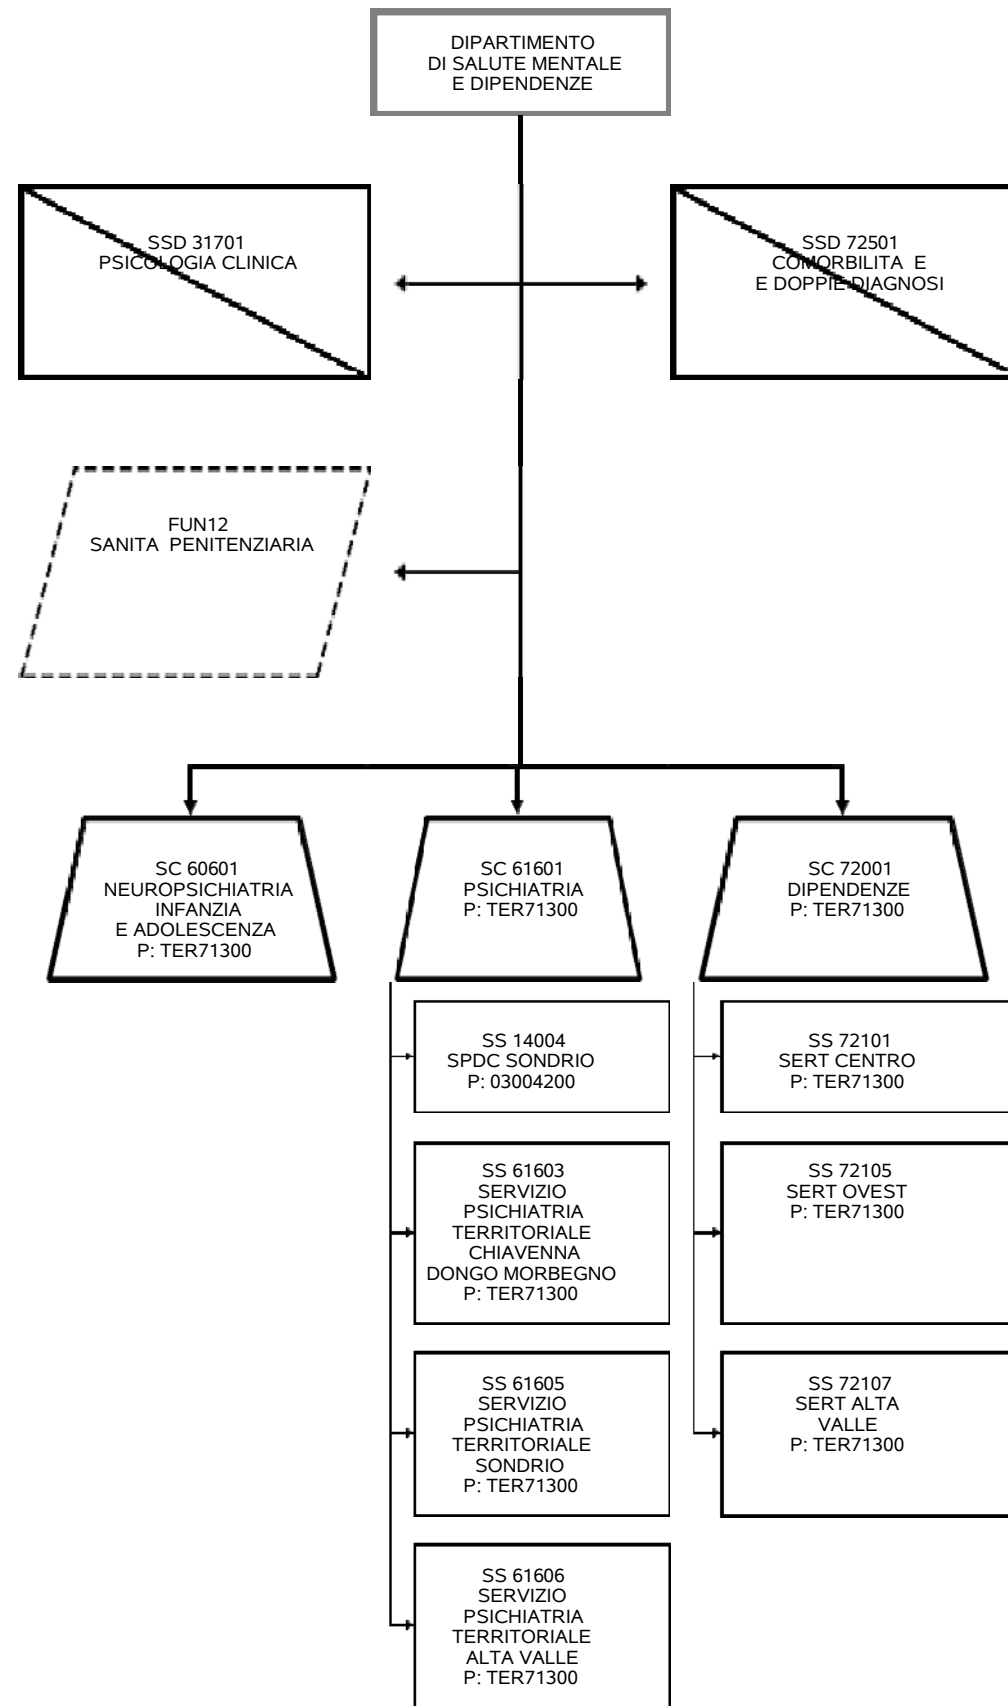 DIPARTIMENTO
DI SALUTE MENTALE
E DIPENDENZE
SSD 31701
PSICOLOGIA CLINICA
SSD 72501
COMORBILITA E
E DOPPIE DIAGNOSI
FUN12
SANITA PENITENZIARIA
SC 60601
NEUROPSICHIATRIA
INFANZIA
E ADOLESCENZA
P: TER71300
SC 61601
PSICHIATRIA
P: TER71300
SC 72001
DIPENDENZE
P: TER71300
SS 14004
SPDC SONDRIO
P: 03004200
SS 61603
SERVIZIO
PSICHIATRIA
TERRITORIALE
CHIAVENNA
DONGO MORBEGNO
P: TER71300
SS 61605
SERVIZIO
PSICHIATRIA
TERRITORIALE
SONDRIO
P: TER71300
SS 61606
SERVIZIO
PSICHIATRIA
TERRITORIALE
ALTA VALLE
P: TER71300
SS 72101
SERT CENTRO
P: TER71300
SS 72105
SERT OVEST
P: TER71300
SS 72107
SERT ALTA
VALLE
P: TER71300